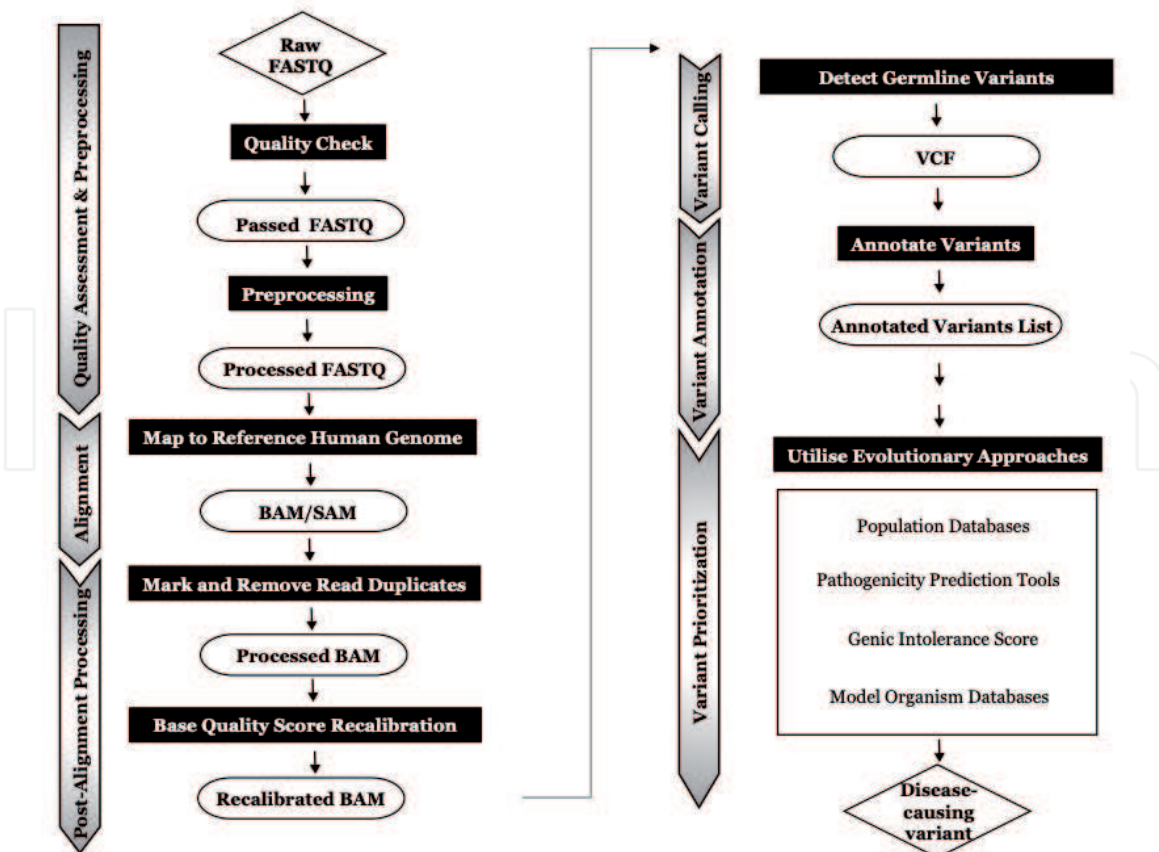 Quality Assessment & Preprocessing
Raw
FASTQ
Quality Check
Passed FASTQ
Preprocessing
Processed FASTQ
Alignment
Map to Reference Human Genome
BAM/SAM
Post-Alignment Processing
Mark and Remove Read Duplicates
Processed BAM
Base Quality Score Recalibration
Recalibrated BAM
Variant Calling
Detect Germline Variants
VCF
Variant Annotation
Annotate Variants
Annotated Variants List
Variant Prioritization
Utilise Evolutionary Approaches
Population Databases
Pathogenicity Prediction Tools
Genic Intolerance Score
Model Organism Databases
Disease-
causing
variant